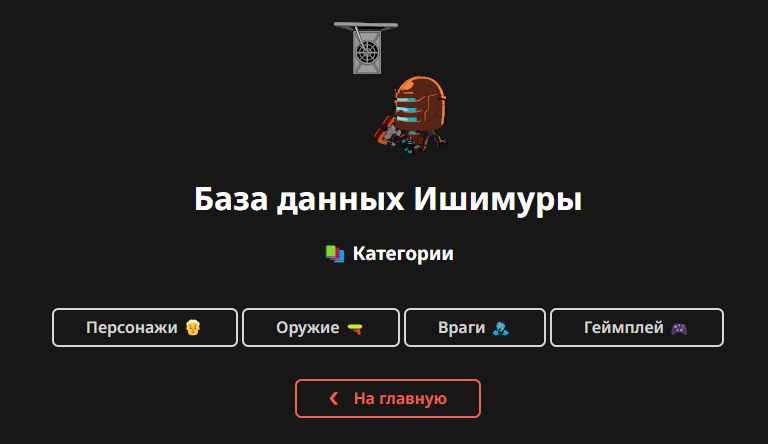 База данных Ишимуры
Категории
Персонажи
Оружие
Враги
Геймплей
На главную